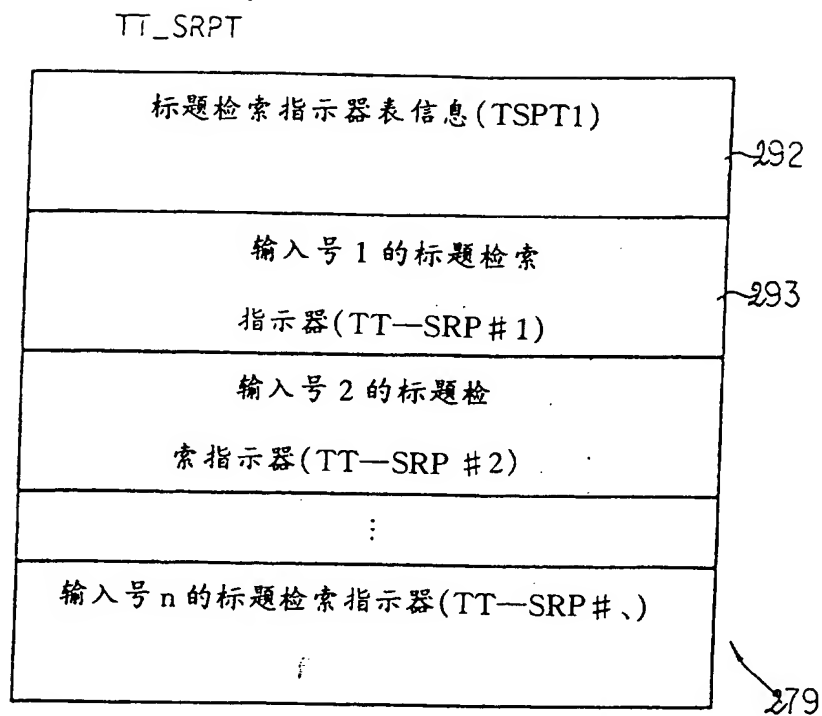 TT_SRPT
标题检索指示器表信息(TSPT1)
292
输入号1的标题检索
指示器(TT—SRP#1)
293
输入号2的标题检
索指示器(TT—SRP #2)
⋮
输入号n的标题检索指示器(TT—SRP#、)
279